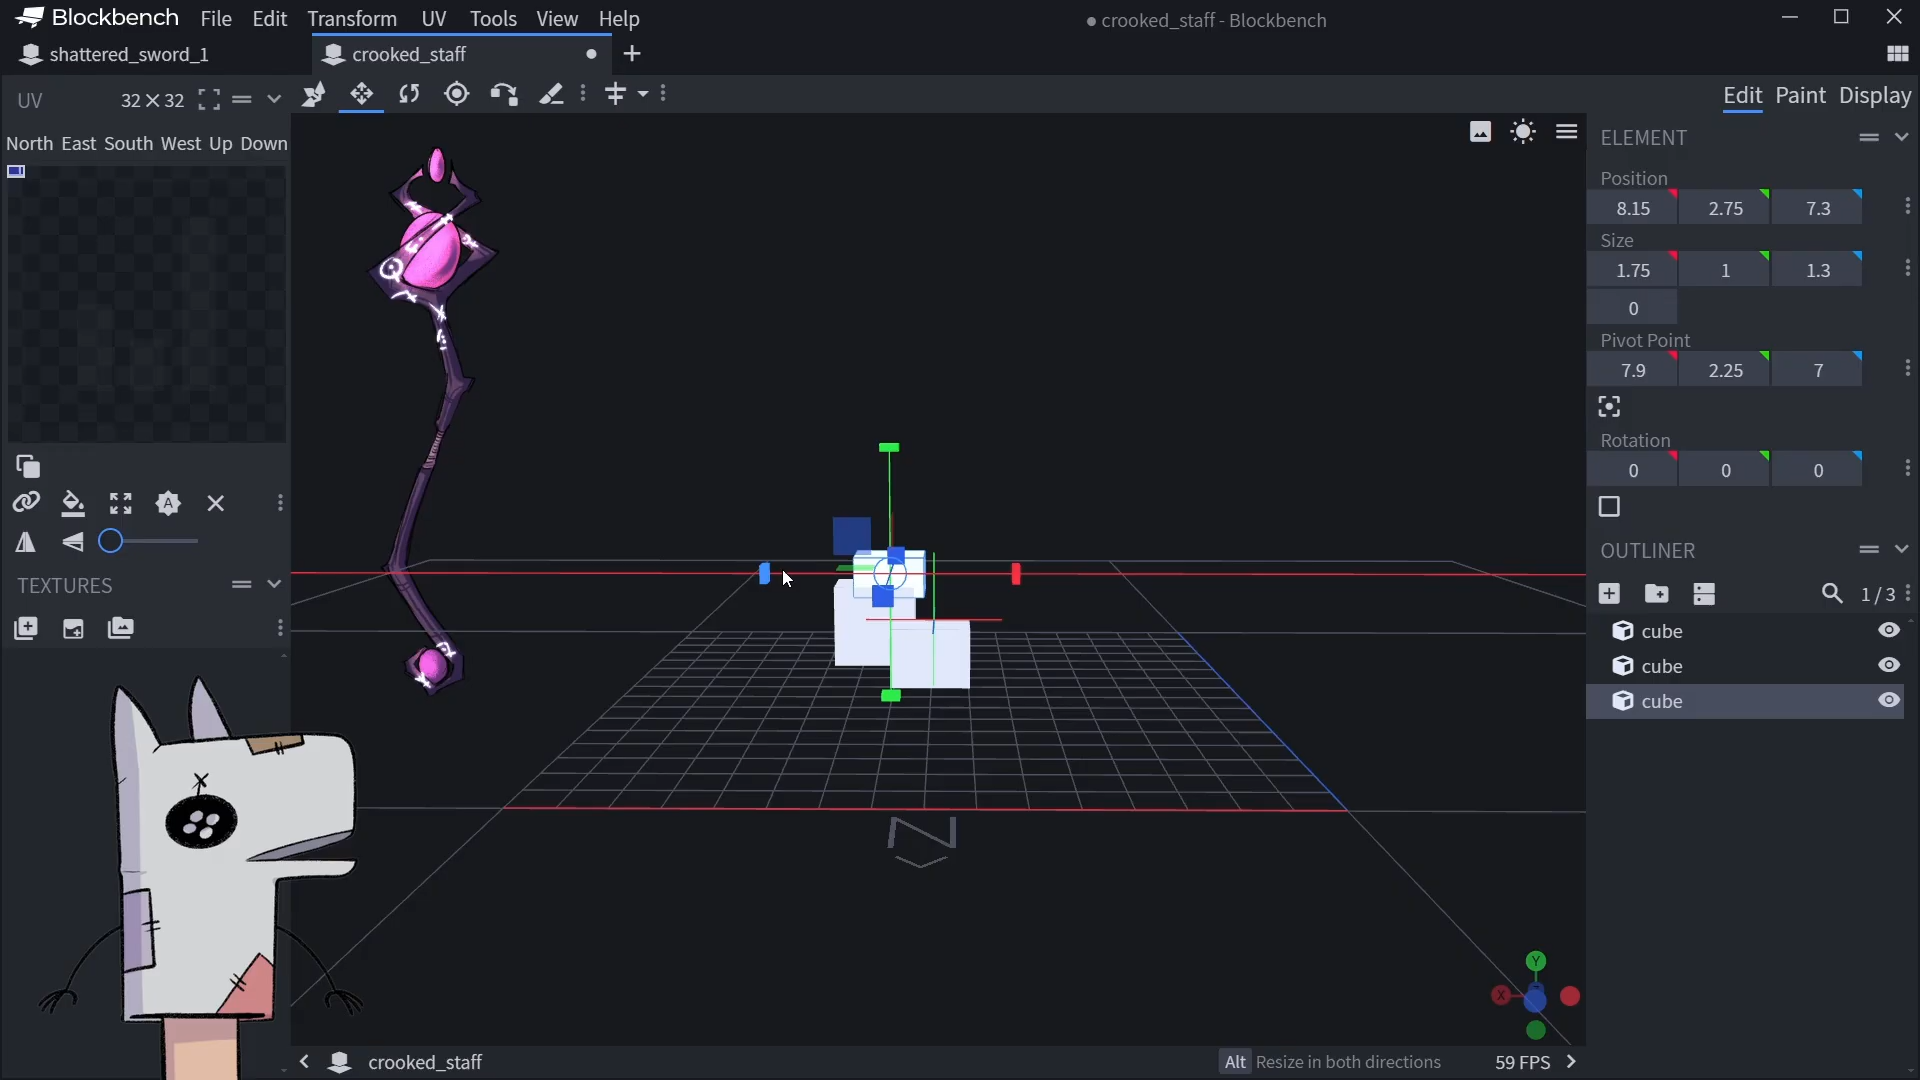 Blockbench File Edit Transform UV Tools View Help
● crooked_staff - Blockbench
shattered_sword_1
crooked_staff
UV 32×32
North East South West Up Down
TEXTURES
Edit Paint Display
ELEMENT
Position
8.15 2.75 7.3
Size
1.75 1 1.3
0
Pivot Point
7.9 2.25 7
Rotation
0 0 0
OUTLINER
1 / 3
cube
cube
cube
N
Y
X
crooked_staff
Alt Resize in both directions
59 FPS